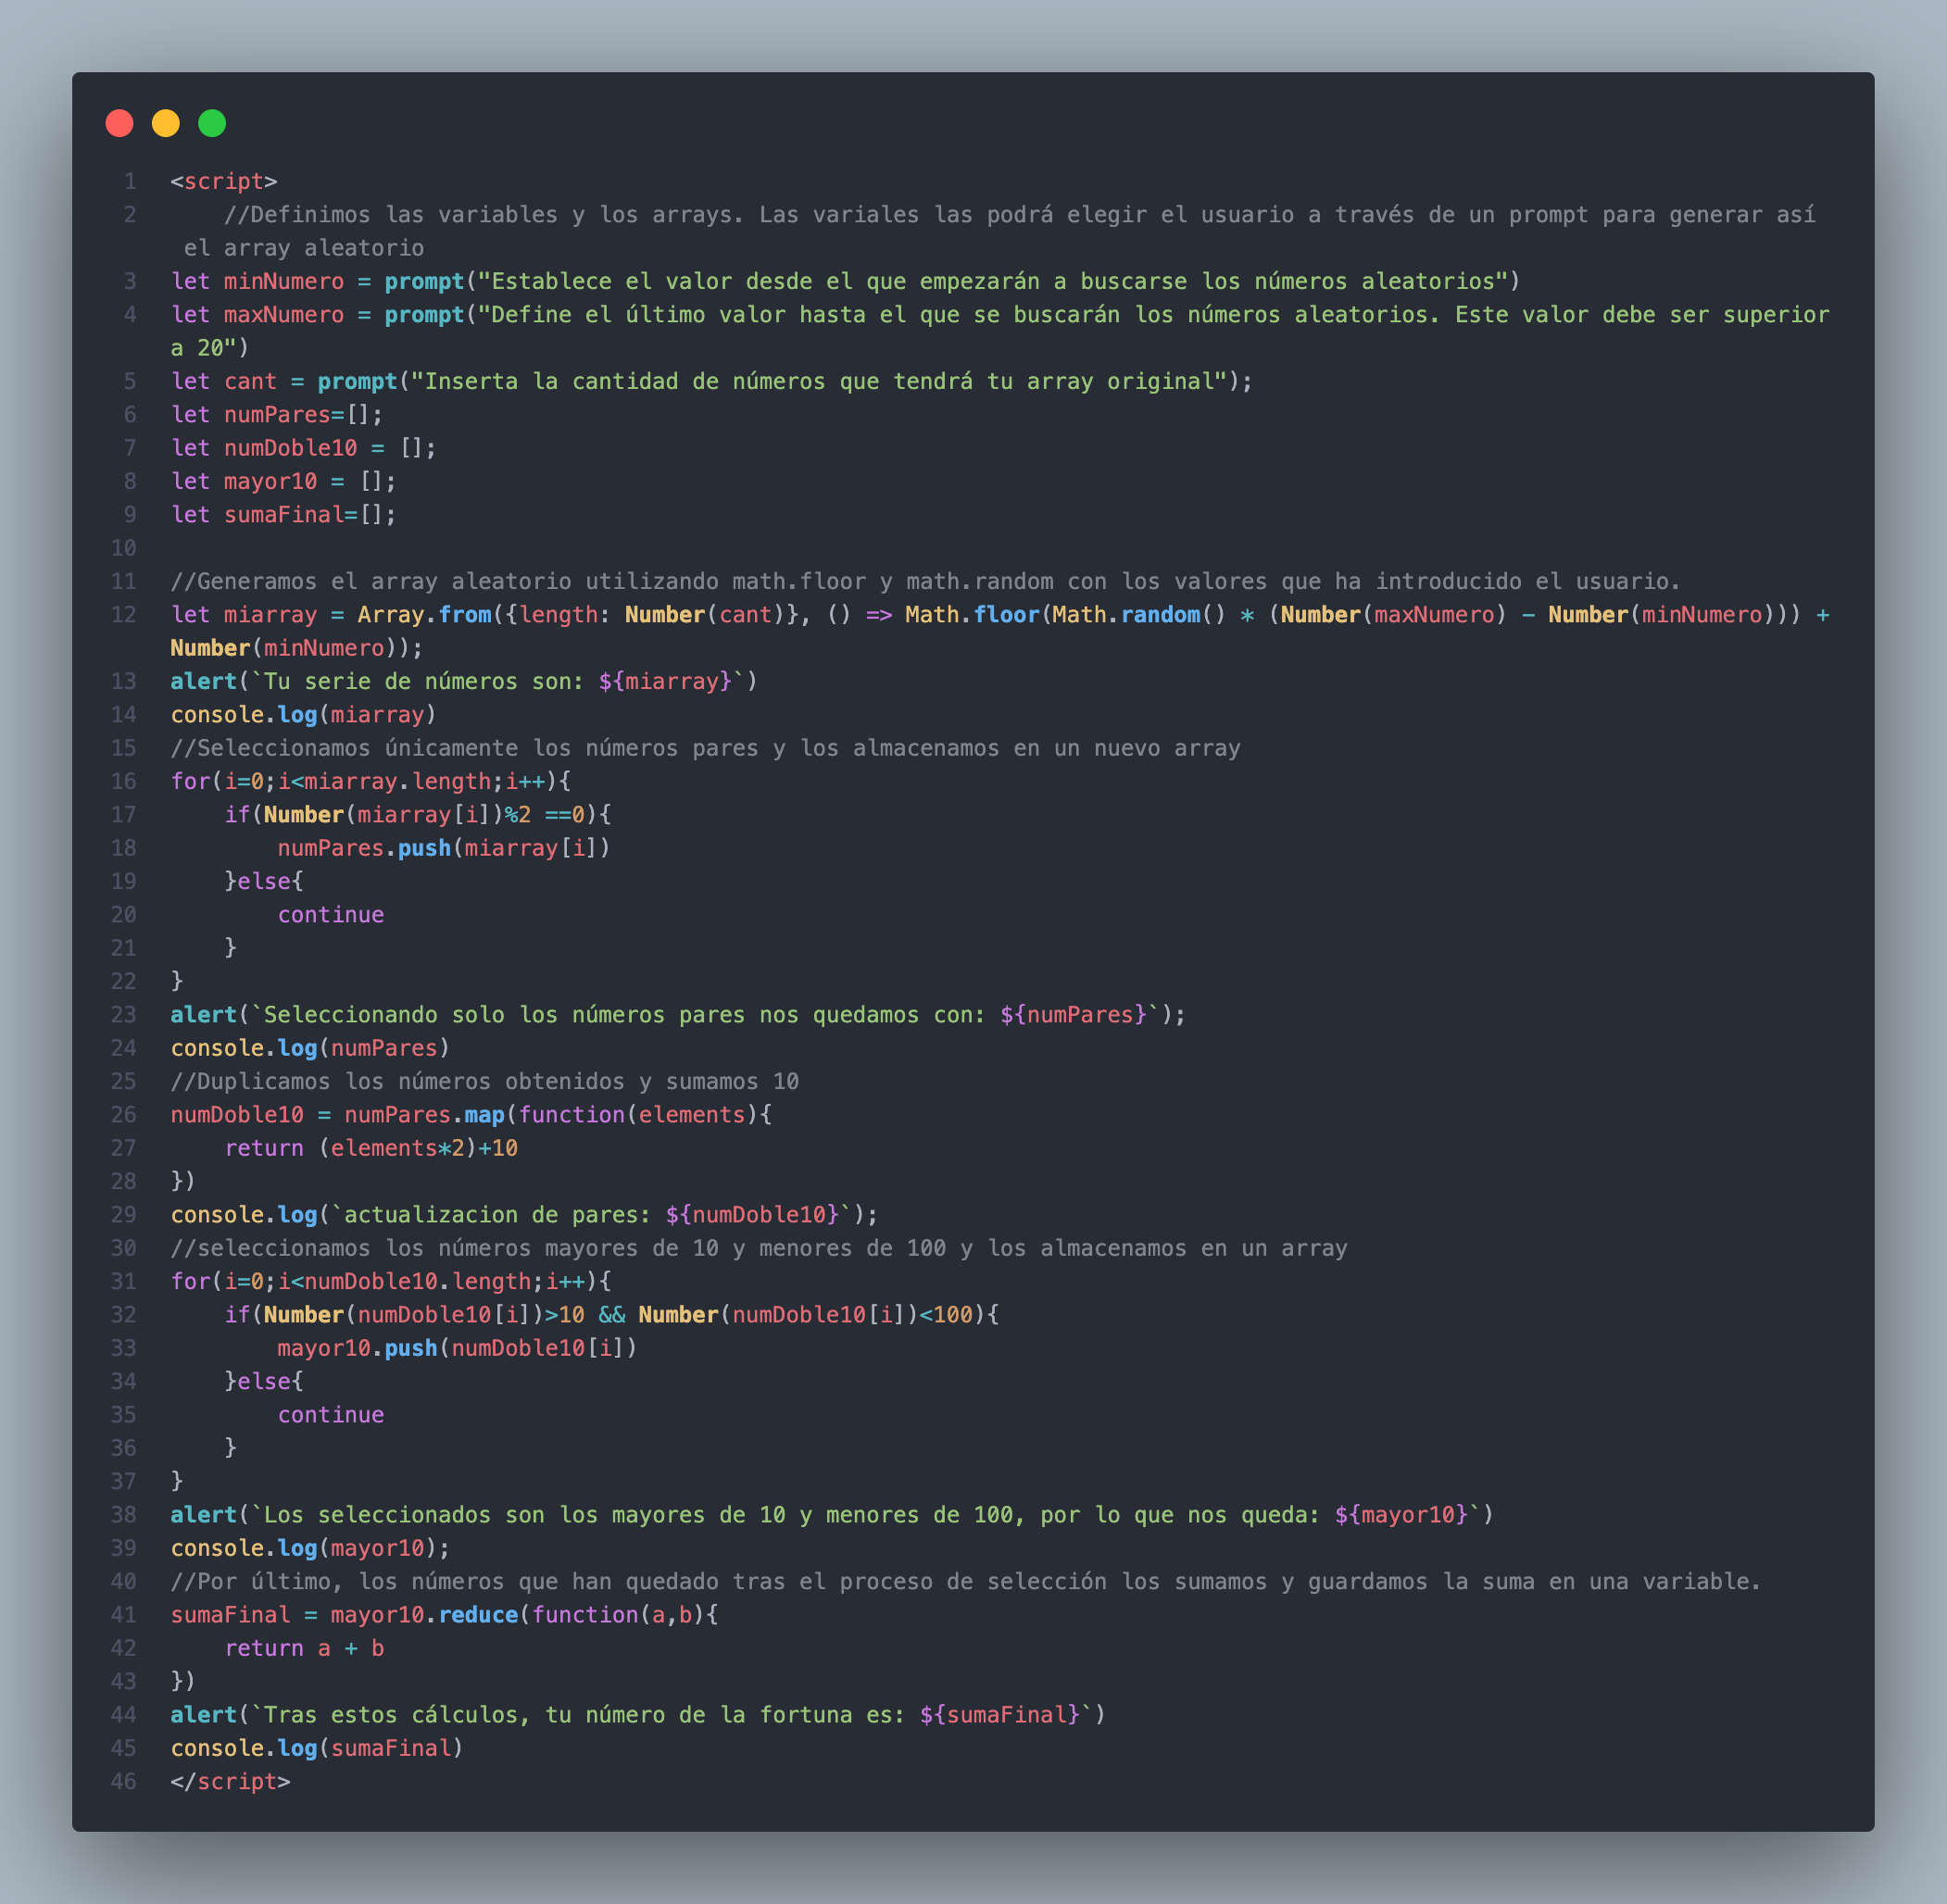 1 <script>
2     //Definimos las variables y los arrays. Las variales las podrá elegir el usuario a través de un prompt para generar así
 el array aleatorio
3 let minNumero = prompt("Establece el valor desde el que empezarán a buscarse los números aleatorios")
4 let maxNumero = prompt("Define el último valor hasta el que se buscarán los números aleatorios. Este valor debe ser superior
a 20")
5 let cant = prompt("Inserta la cantidad de números que tendrá tu array original");
6 let numPares=[];
7 let numDoble10 = [];
8 let mayor10 = [];
9 let sumaFinal=[];
10
11 //Generamos el array aleatorio utilizando math.floor y math.random con los valores que ha introducido el usuario.
12 let miarray = Array.from({length: Number(cant)}, () => Math.floor(Math.random() * (Number(maxNumero) - Number(minNumero))) +
Number(minNumero));
13 alert(`Tu serie de números son: ${miarray}`)
14 console.log(miarray)
15 //Seleccionamos únicamente los números pares y los almacenamos en un nuevo array
16 for(i=0;i<miarray.length;i++){
17     if(Number(miarray[i])%2 ==0){
18         numPares.push(miarray[i])
19     }else{
20         continue
21     }
22 }
23 alert(`Seleccionando solo los números pares nos quedamos con: ${numPares}`);
24 console.log(numPares)
25 //Duplicamos los números obtenidos y sumamos 10
26 numDoble10 = numPares.map(function(elements){
27     return (elements*2)+10
28 })
29 console.log(`actualizacion de pares: ${numDoble10}`);
30 //seleccionamos los números mayores de 10 y menores de 100 y los almacenamos en un array
31 for(i=0;i<numDoble10.length;i++){
32     if(Number(numDoble10[i])>10 && Number(numDoble10[i])<100){
33         mayor10.push(numDoble10[i])
34     }else{
35         continue
36     }
37 }
38 alert(`Los seleccionados son los mayores de 10 y menores de 100, por lo que nos queda: ${mayor10}`)
39 console.log(mayor10);
40 //Por último, los números que han quedado tras el proceso de selección los sumamos y guardamos la suma en una variable.
41 sumaFinal = mayor10.reduce(function(a,b){
42     return a + b
43 })
44 alert(`Tras estos cálculos, tu número de la fortuna es: ${sumaFinal}`)
45 console.log(sumaFinal)
46 </script>